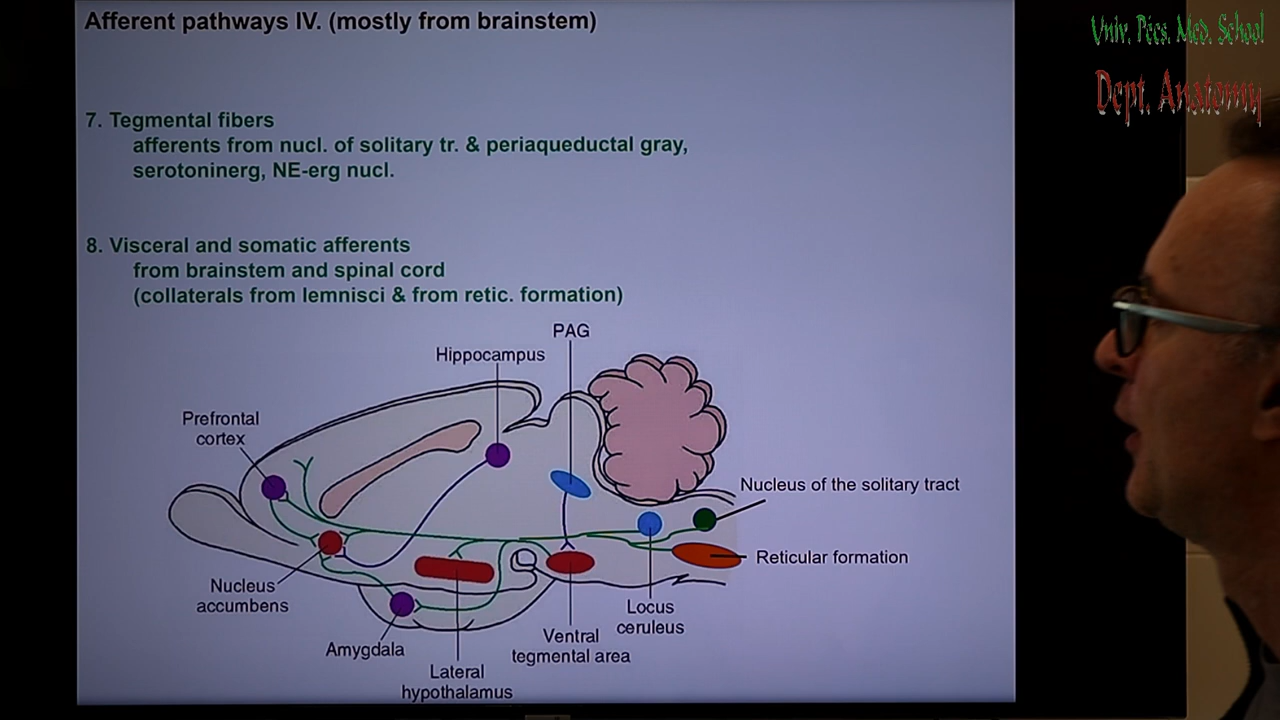 Afferent pathways IV. (mostly from brainstem)
Univ. Pécs. Med. School
Dept. Anatomy
7. Tegmental fibers
afferents from nucl. of solitary tr. & periaqueductal gray,
serotoninerg, NE-erg nucl.
8. Visceral and somatic afferents
from brainstem and spinal cord
(collaterals from lemnisci & from retic. formation)
PAG
Hippocampus
Prefrontal
cortex
Nucleus of the solitary tract
Reticular formation
Nucleus
accumbens
Locus
ceruleus
Amygdala
Ventral
tegmental area
Lateral
hypothalamus